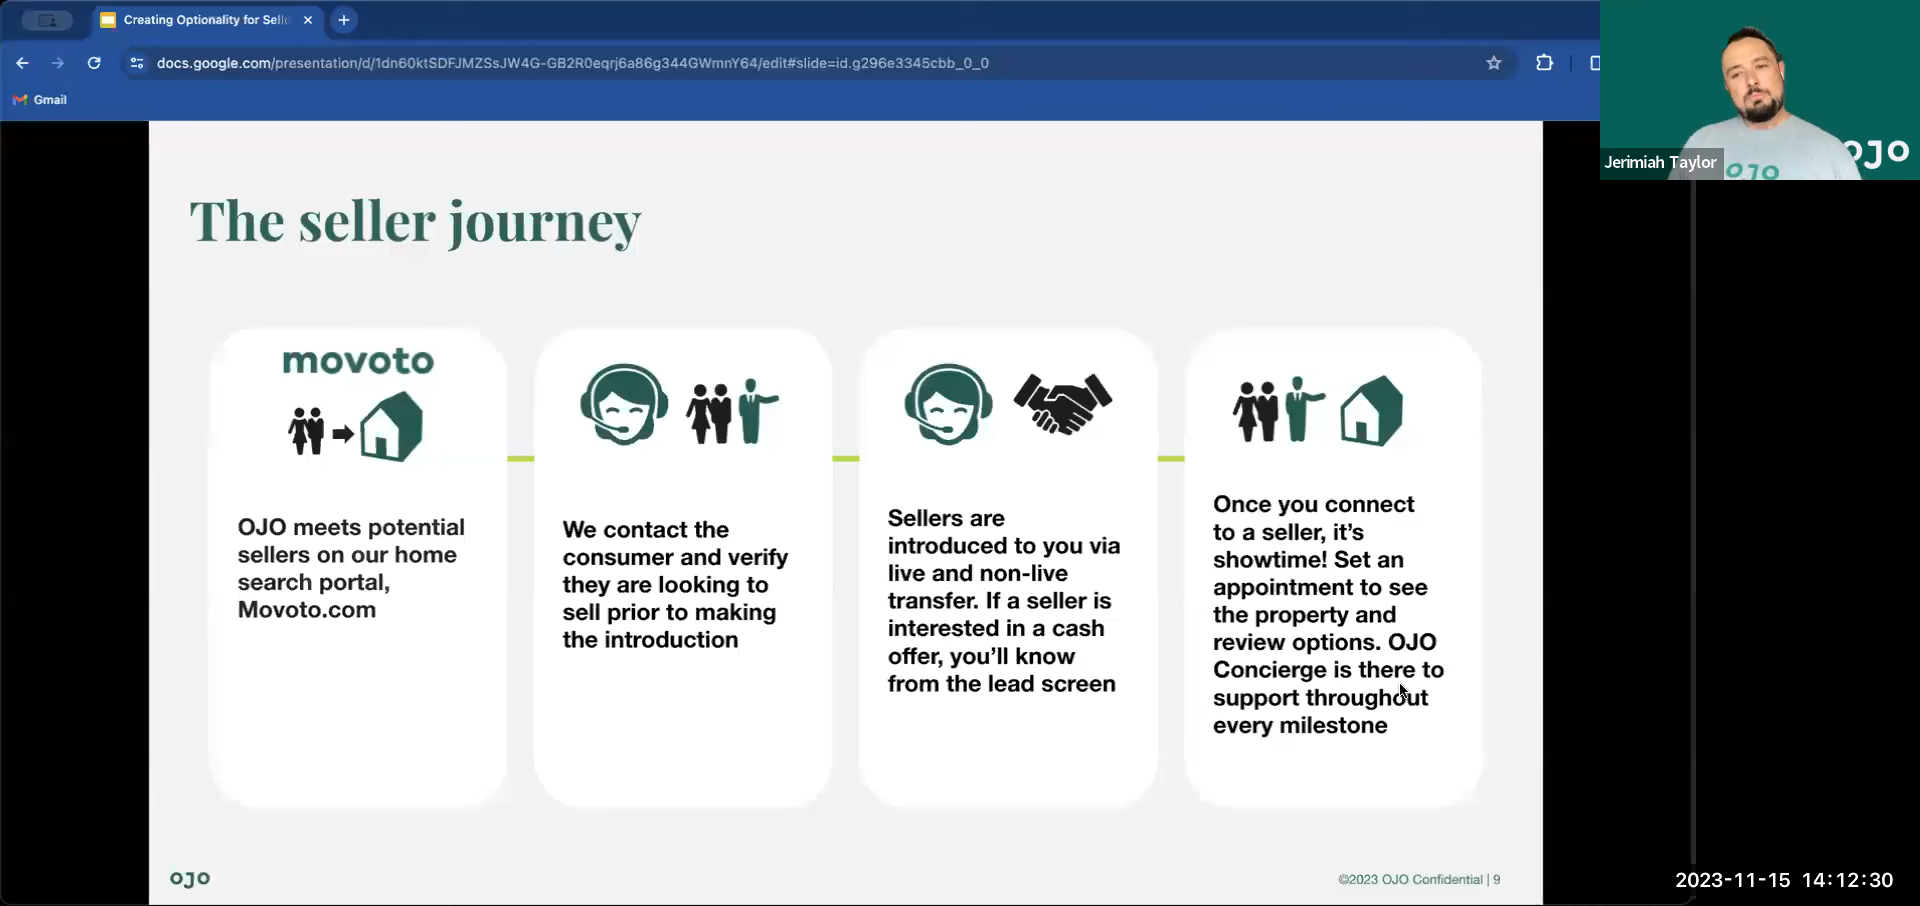 Creating Optionality for Selle
docs.google.com/presentation/d/1dn60ktSDFJMZSsJW4G-GB2R0eqrj6a86g344GWmnY64/edit#slide=id.g296e3345cbb_0_0
Gmail
OJO
OJO
Jerimiah Taylor
The seller journey
movoto
OJO meets potential
sellers on our home
search portal,
Movoto.com
We contact the
consumer and verify
they are looking to
sell prior to making
the introduction
Sellers are
introduced to you via
live and non-live
transfer. If a seller is
interested in a cash
offer, you’ll know
from the lead screen
Once you connect
to a seller, it’s
showtime! Set an
appointment to see
the property and
review options. OJO
Concierge is there to
support throughout
every milestone
OJO
©2023 OJO Confidential | 9
2023-11-15 14:12:30